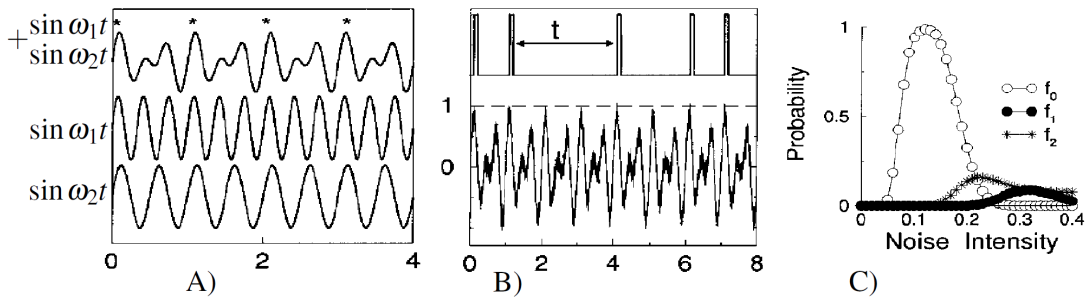 + sin ω₁t
sin ω₂t
sin ω₁t
sin ω₂t
* * * *
0 2 4
A)
t
1
0
0 2 4 6 8
B)
Probability
1
0.5
0
f₀
f₁
f₂
0 0.1 0.2 0.3 0.4
Noise Intensity
C)